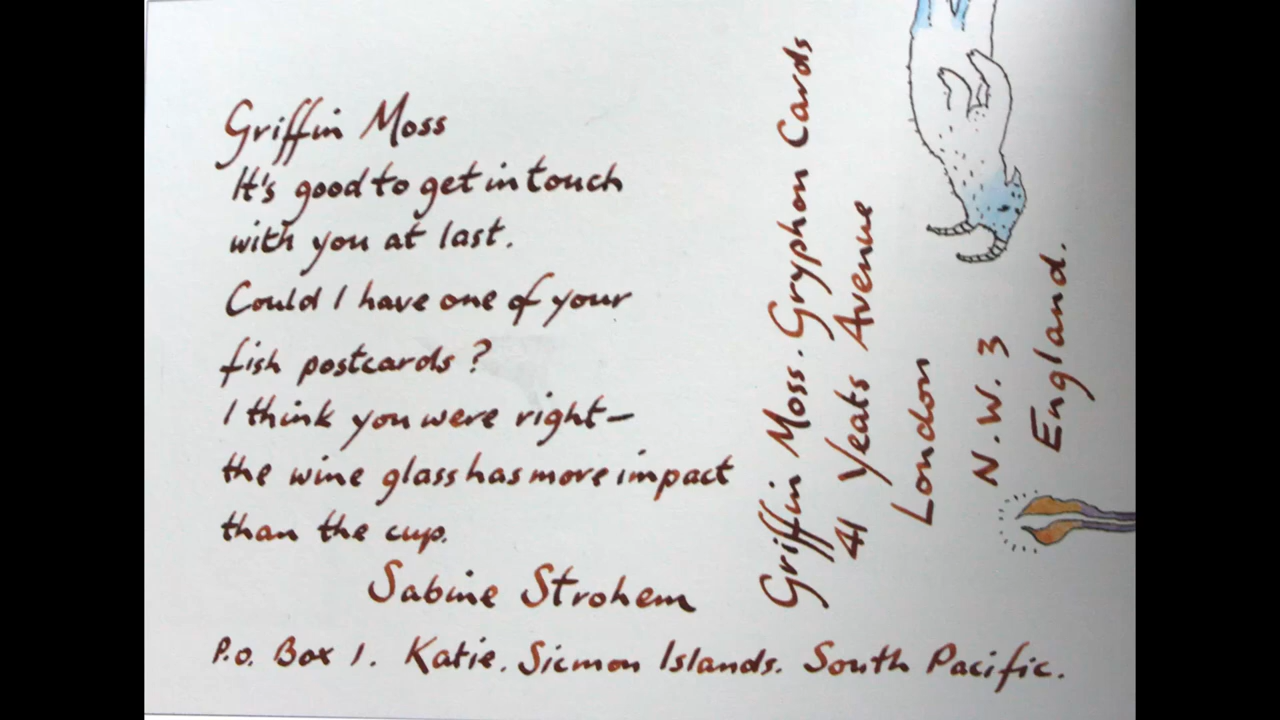 Griffin Moss
It's good to get in touch
with you at last.
Could I have one of your
fish postcards?
I think you were right—
the wine glass has more impact
than the cup.
Sabine Strohem
P.O. Box 1. Katie. Sicmon Islands. South Pacific.
Griffin Moss. Gryphon Cards
41 Yeats Avenue
London
N.W. 3
England.